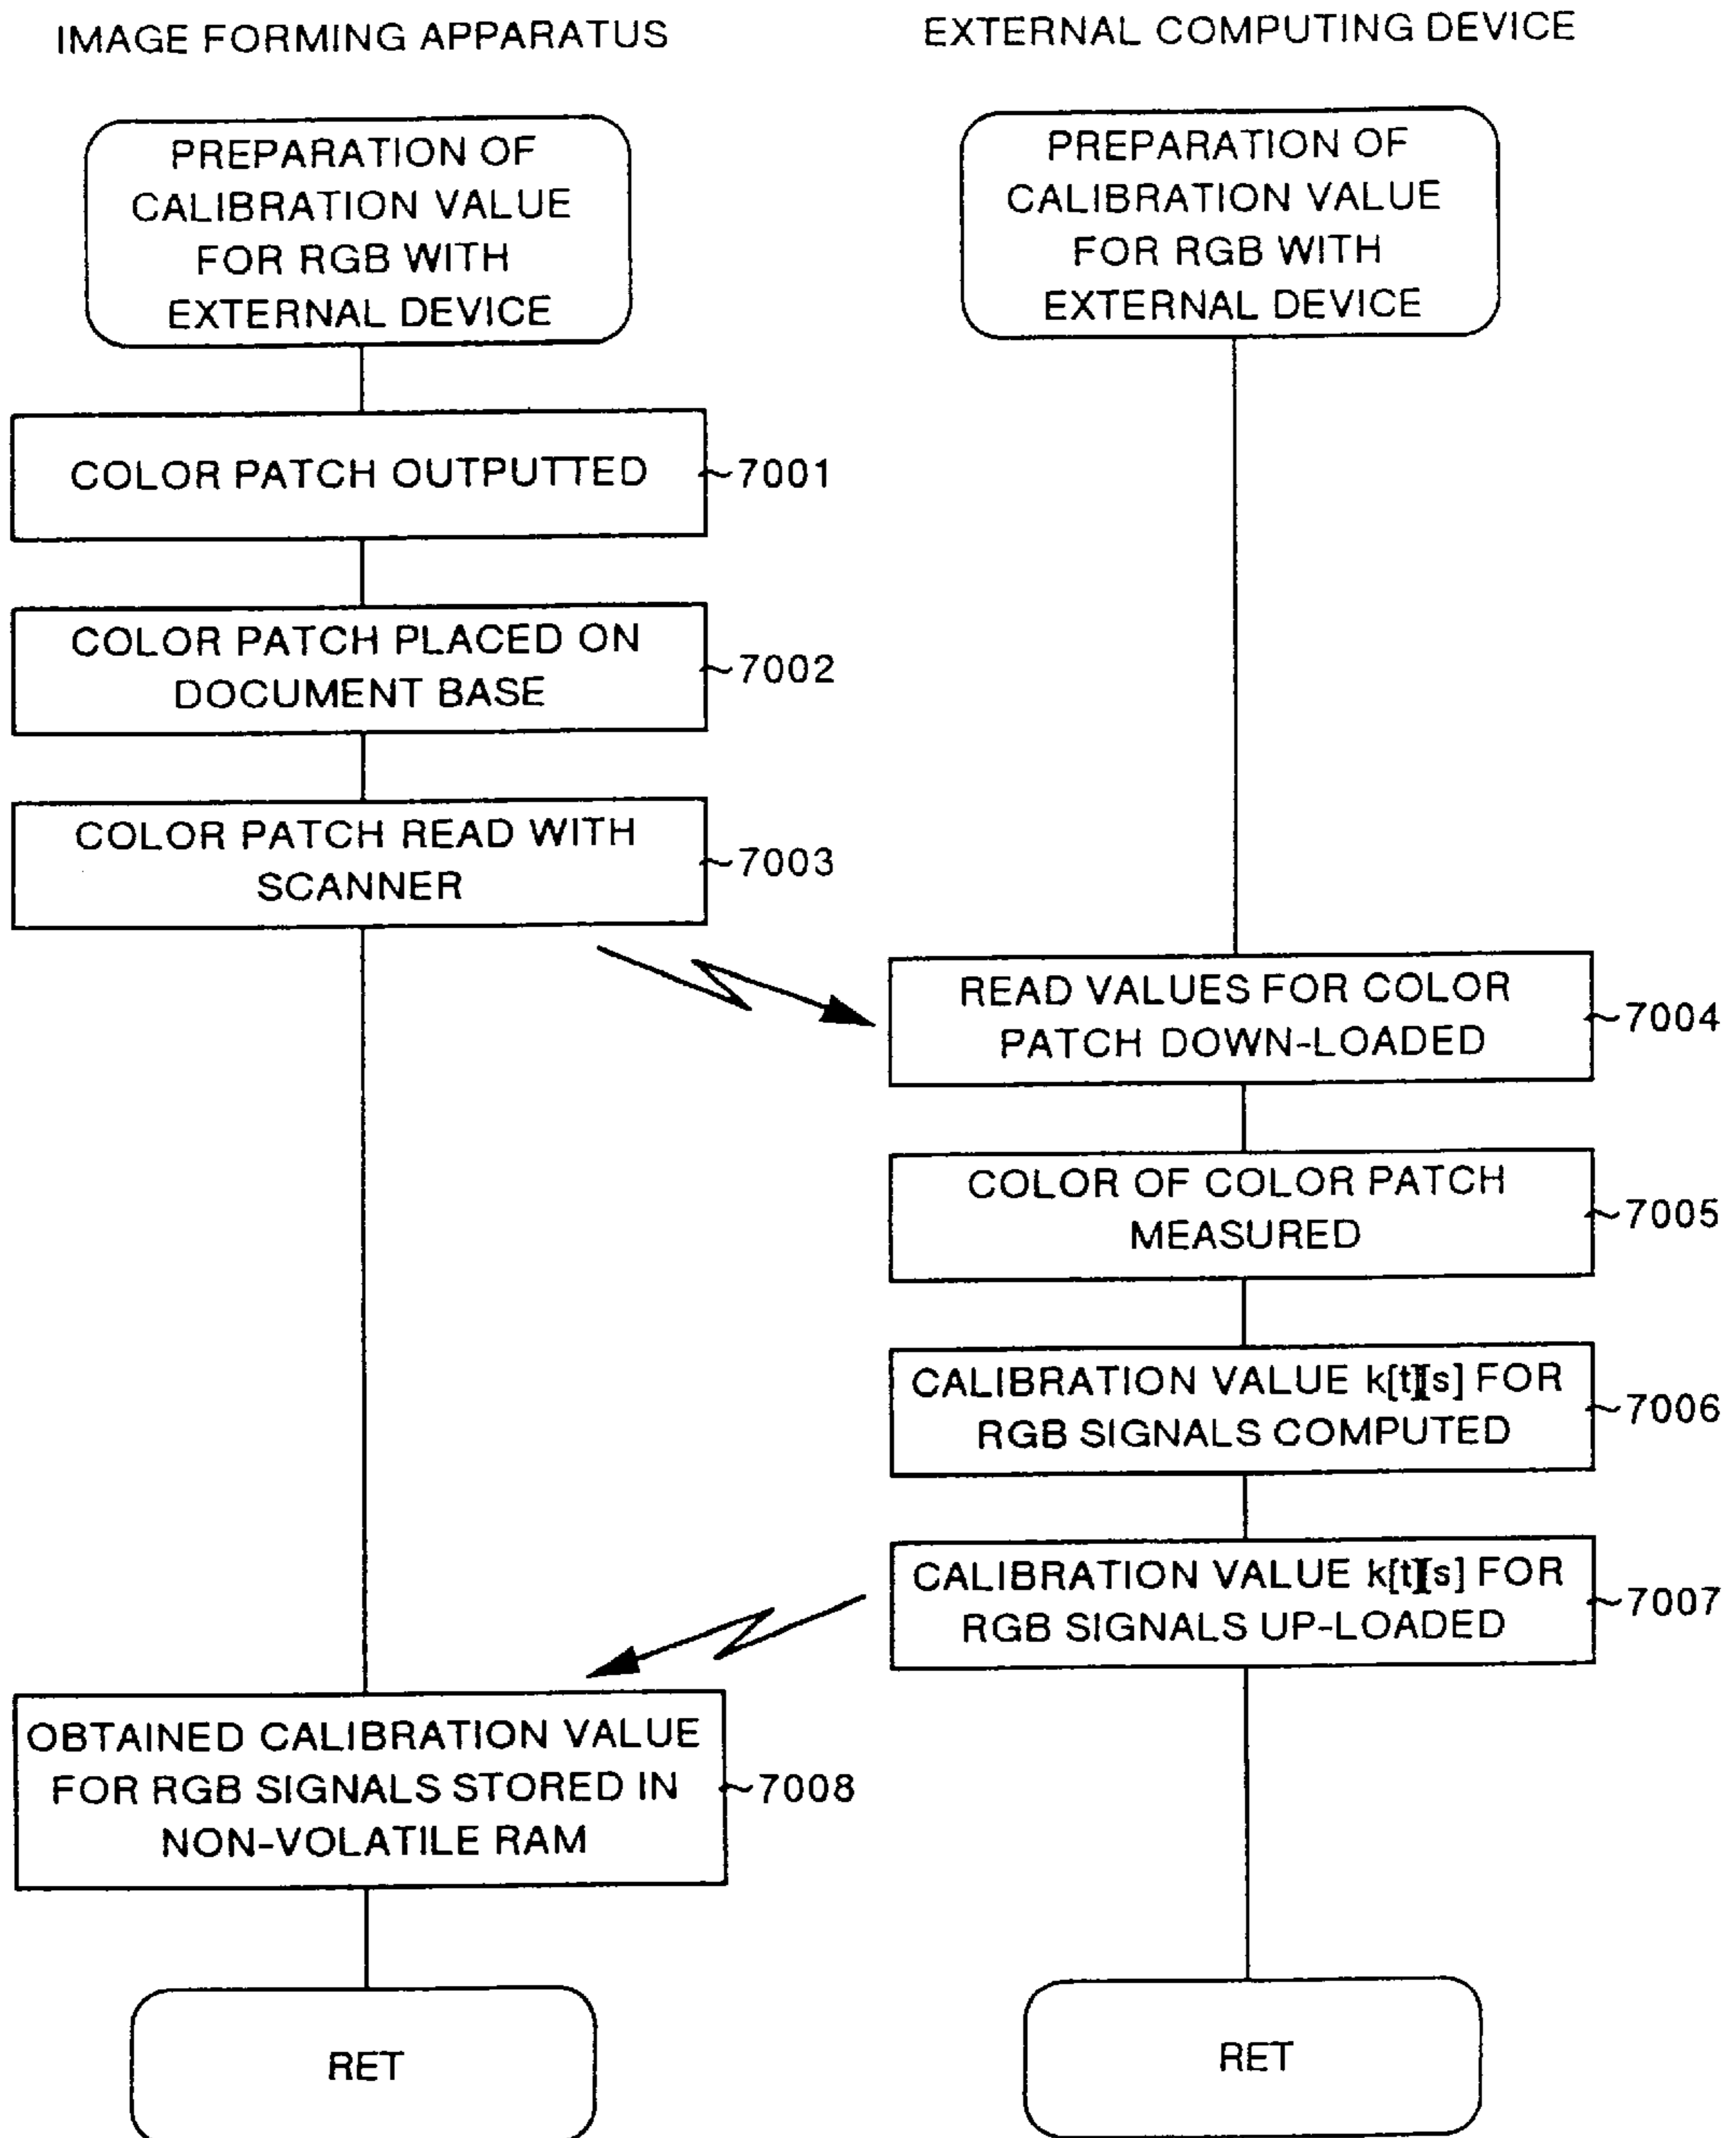 IMAGE FORMING APPARATUS
EXTERNAL COMPUTING DEVICE
PREPARATION OF
CALIBRATION VALUE
FOR RGB WITH
EXTERNAL DEVICE
PREPARATION OF
CALIBRATION VALUE
FOR RGB WITH
EXTERNAL DEVICE
COLOR PATCH OUTPUTTED
7001
COLOR PATCH PLACED ON
DOCUMENT BASE
7002
COLOR PATCH READ WITH
SCANNER
7003
READ VALUES FOR COLOR
PATCH DOWN-LOADED
7004
COLOR OF COLOR PATCH
MEASURED
7005
CALIBRATION VALUE k[t][s] FOR
RGB SIGNALS COMPUTED
7006
CALIBRATION VALUE k[t][s] FOR
RGB SIGNALS UP-LOADED
7007
OBTAINED CALIBRATION VALUE
FOR RGB SIGNALS STORED IN
NON-VOLATILE RAM
7008
RET
RET